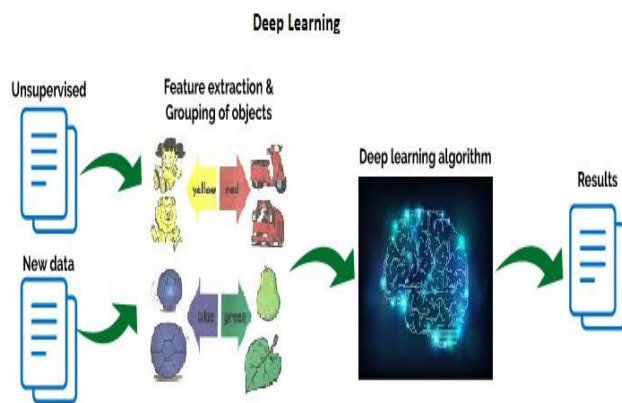 Deep Learning
Unsupervised
Feature extraction &
Grouping of objects
yellow
red
Deep learning algorithm
Results
New data
blue
green